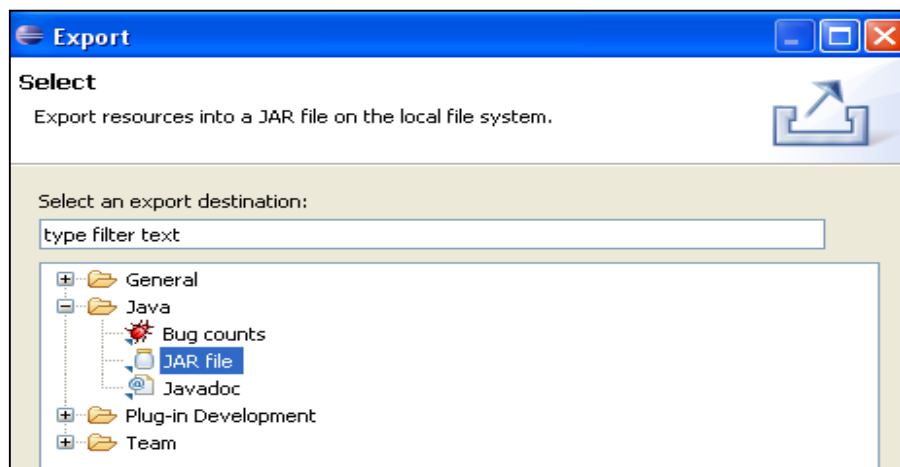 Export
Select
Export resources into a JAR file on the local file system.
Select an export destination:
type filter text
General
Java
Bug counts
JAR file
Javadoc
Plug-in Development
Team